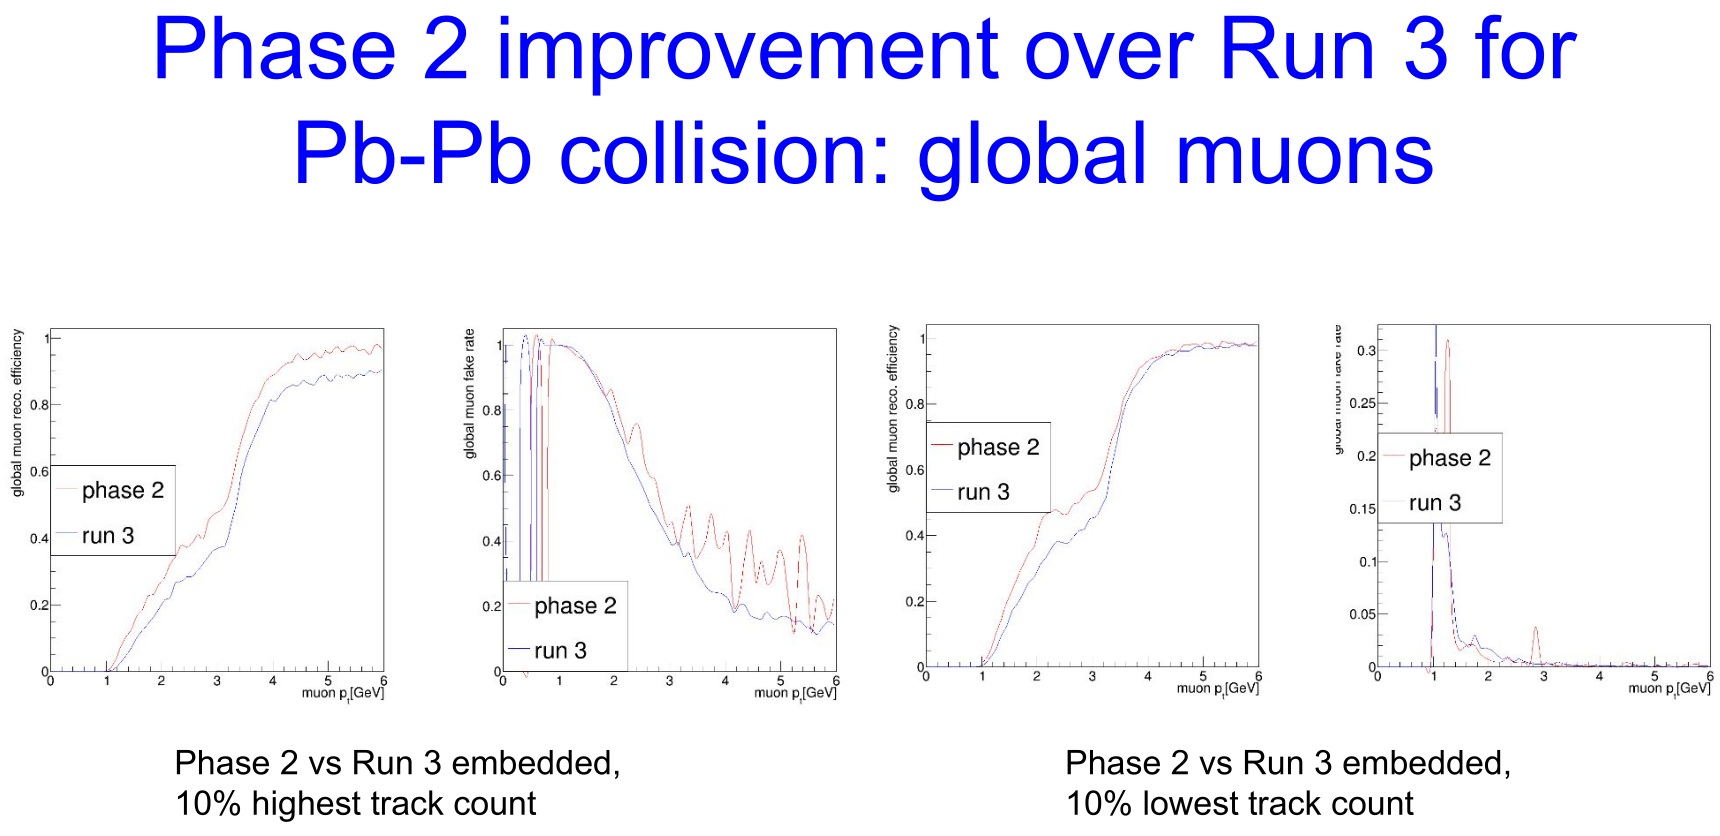 Phase 2 improvement over Run 3 for
Pb-Pb collision: global muons
global muon reco. efficiency
1
0.8
0.6
0.4
0.2
0
phase 2
run 3
0 1 2 3 4 5 6
muon pt[GeV]
global muon fake rate
1
0.8
0.6
0.4
0.2
0
phase 2
run 3
0 1 2 3 4 5 6
muon pt[GeV]
global muon reco. efficiency
1
0.8
0.6
0.4
0.2
0
phase 2
run 3
0 1 2 3 4 5 6
muon pt[GeV]
global muon fake rate
0.3
0.25
0.2
0.15
0.1
0.05
0
phase 2
run 3
0 1 2 3 4 5 6
muon pt[GeV]
Phase 2 vs Run 3 embedded,
10% highest track count
Phase 2 vs Run 3 embedded,
10% lowest track count